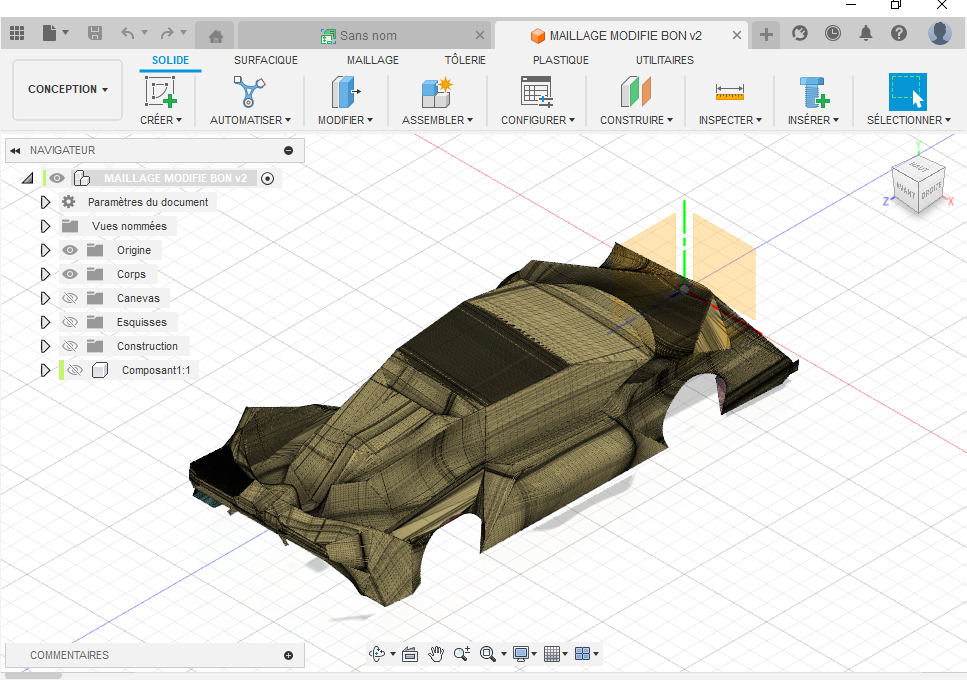 Sans nom
MAILLAGE MODIFIE BON v2
SOLIDE SURFACIQUE MAILLAGE TÔLERIE PLASTIQUE UTILITAIRES
CONCEPTION
CRÉER AUTOMATISER MODIFIER ASSEMBLER CONFIGURER CONSTRUIRE INSPECTER INSÉRER SÉLECTIONNER
NAVIGATEUR
MAILLAGE MODIFIE BON v2
Paramètres du document
Vues nommées
Origine
Corps
Canevas
Esquisses
Construction
Composant1:1
Y
HAUT
AVANT DROITE
Z X
COMMENTAIRES